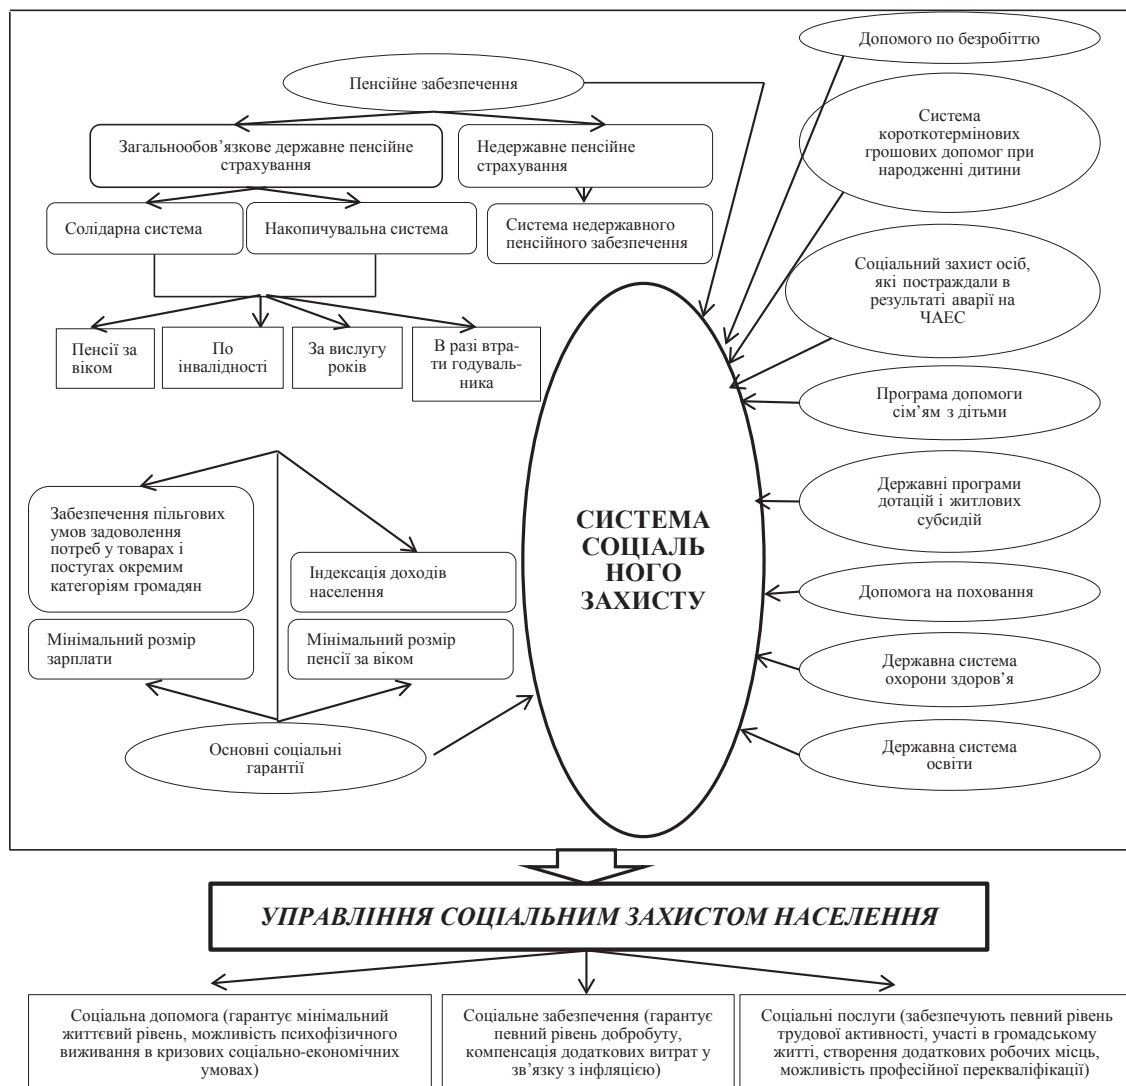 Допомого по безробіттю
Пенсійне забезпечення
Система
короткотермінових
грошових допомог при
народженні дитини
Загальнообов’язкове державне пенсійне
страхування
Недержавне пенсійне
страхування
Солідарна система
Накопичувальна система
Система недержавного
пенсійного забезпечення
Соціальний захист осіб,
які постраждали в
результаті аварії на
ЧАЕС
Пенсії за
віком
По
інвалідності
За вислугу
років
В разі втра-
ти годуваль-
ника
Програма допомоги
сім’ям з дітьми
Забезпечення пільгових
умов задоволення
потреб у товарах і
постугах окремим
категоріям громадян
Індексація доходів
населення
Мінімальний розмір
зарплати
Мінімальний розмір
пенсії за віком
Основні соціальні
гарантії
СИСТЕМА
СОЦІАЛЬ
НОГО
ЗАХИСТУ
Державні програми
дотацій і житлових
субсидій
Допомога на поховання
Державна система
охорони здоров’я
Державна система
освіти
УПРАВЛІННЯ СОЦІАЛЬНИМ ЗАХИСТОМ НАСЕЛЕННЯ
Соціальна допомога (гарантує мінімальний
життєвий рівень, можливість психофізичного
виживання в кризових соціально-економічних
умовах)
Соціальне забезпечення (гарантує
певний рівень добробуту,
компенсація додаткових витрат у
зв’язку з інфляцією)
Соціальні послуги (забезпечують певний рівень
трудової активності, участі в громадському
житті, створення додаткових робочих місць,
можливість професійної перекваліфікації)